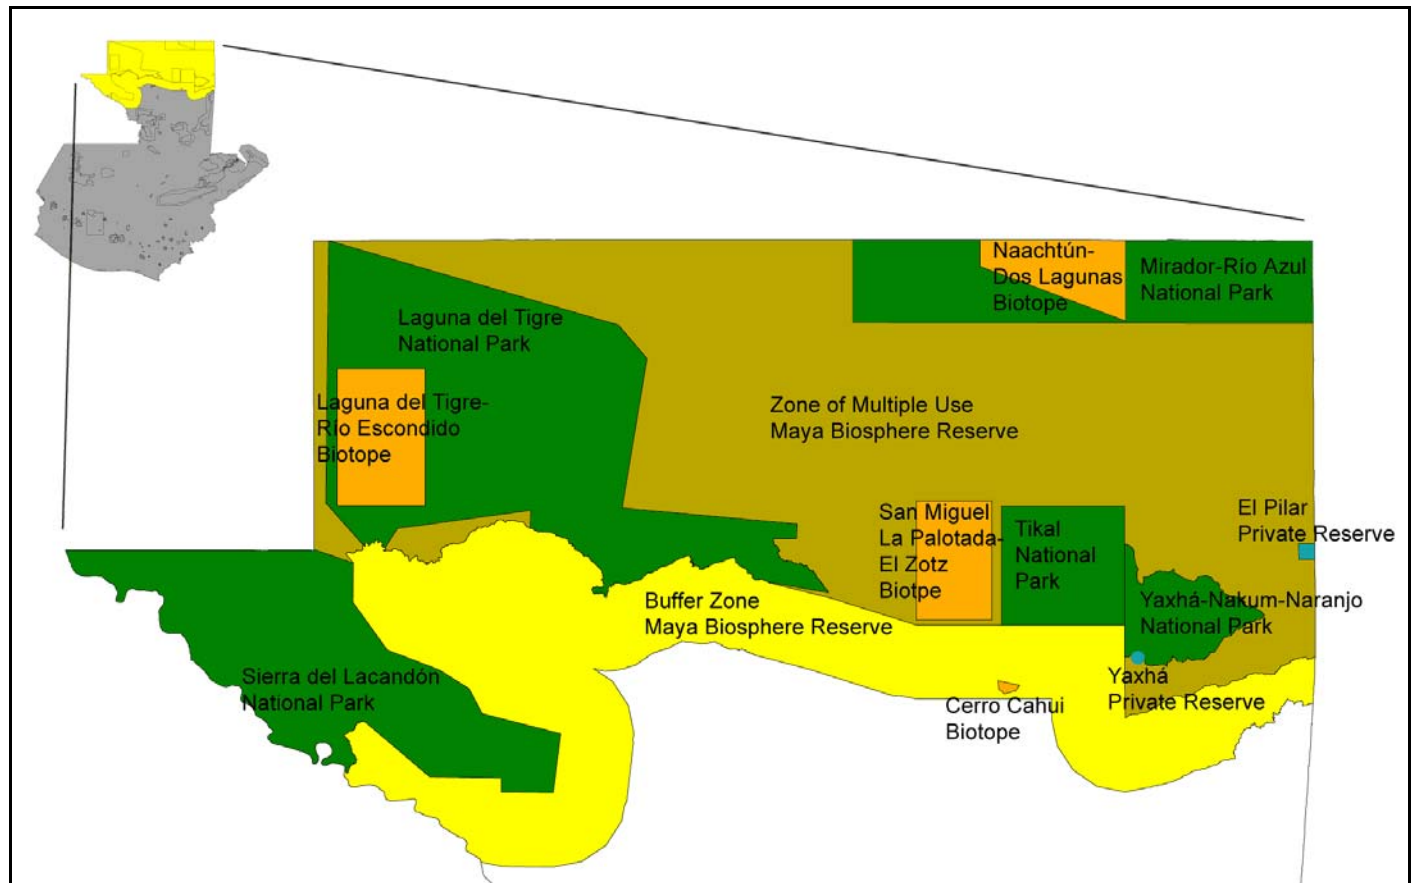 Naachtún-
Dos Lagunas
Biotope
Mirador-Río Azul
National Park
Laguna del Tigre
National Park
Laguna del Tigre-
Río Escondido
Biotope
Zone of Multiple Use
Maya Biosphere Reserve
San Miguel
La Palotada-
El Zotz
Biotpe
Tikal
National
Park
El Pilar
Private Reserve
Buffer Zone
Maya Biosphere Reserve
Yaxhá-Nakum-Naranjo
National Park
Sierra del Lacandón
National Park
Yaxhá
Private Reserve
Cerro Cahui
Biotope